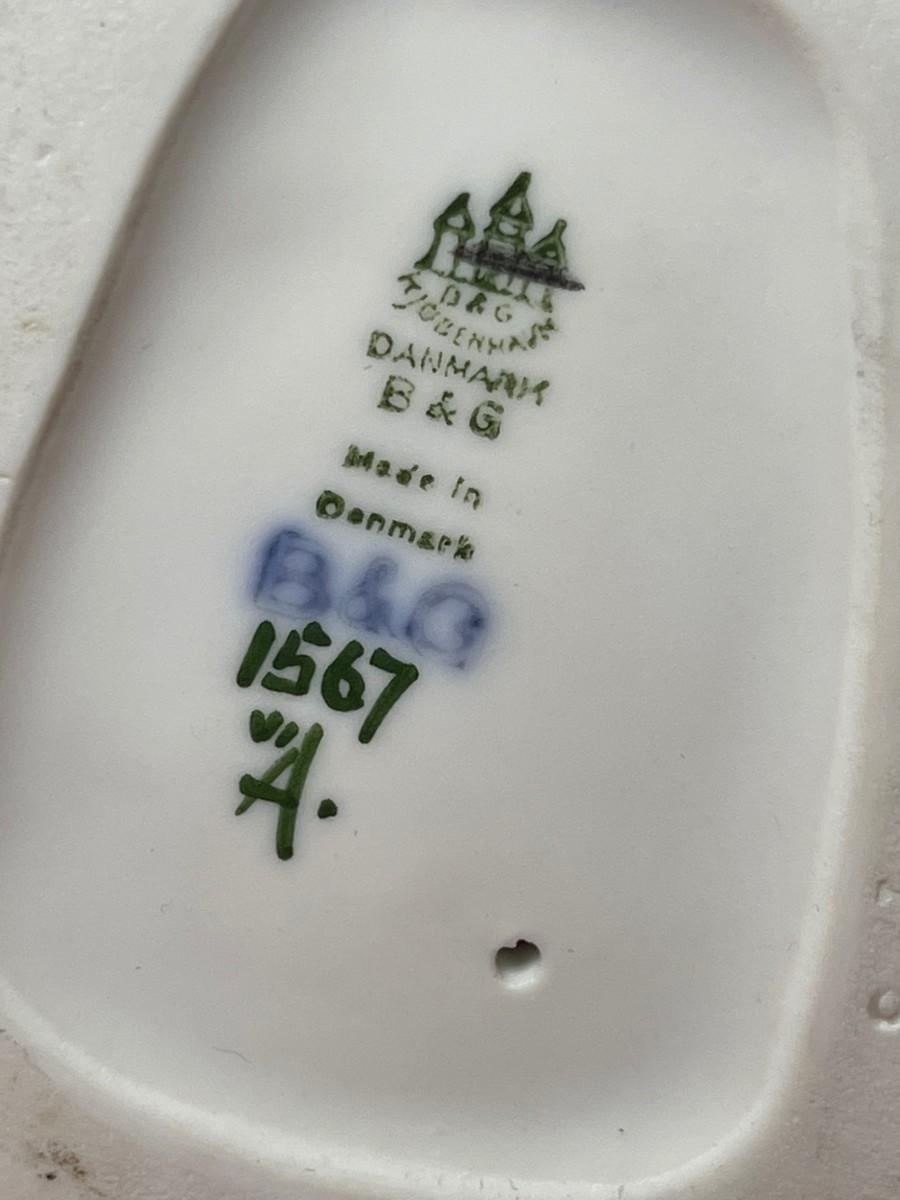 B & G
KJØBENHAVN
DANMARK
B & G
Made in
Denmark
B & G
1567
"A.